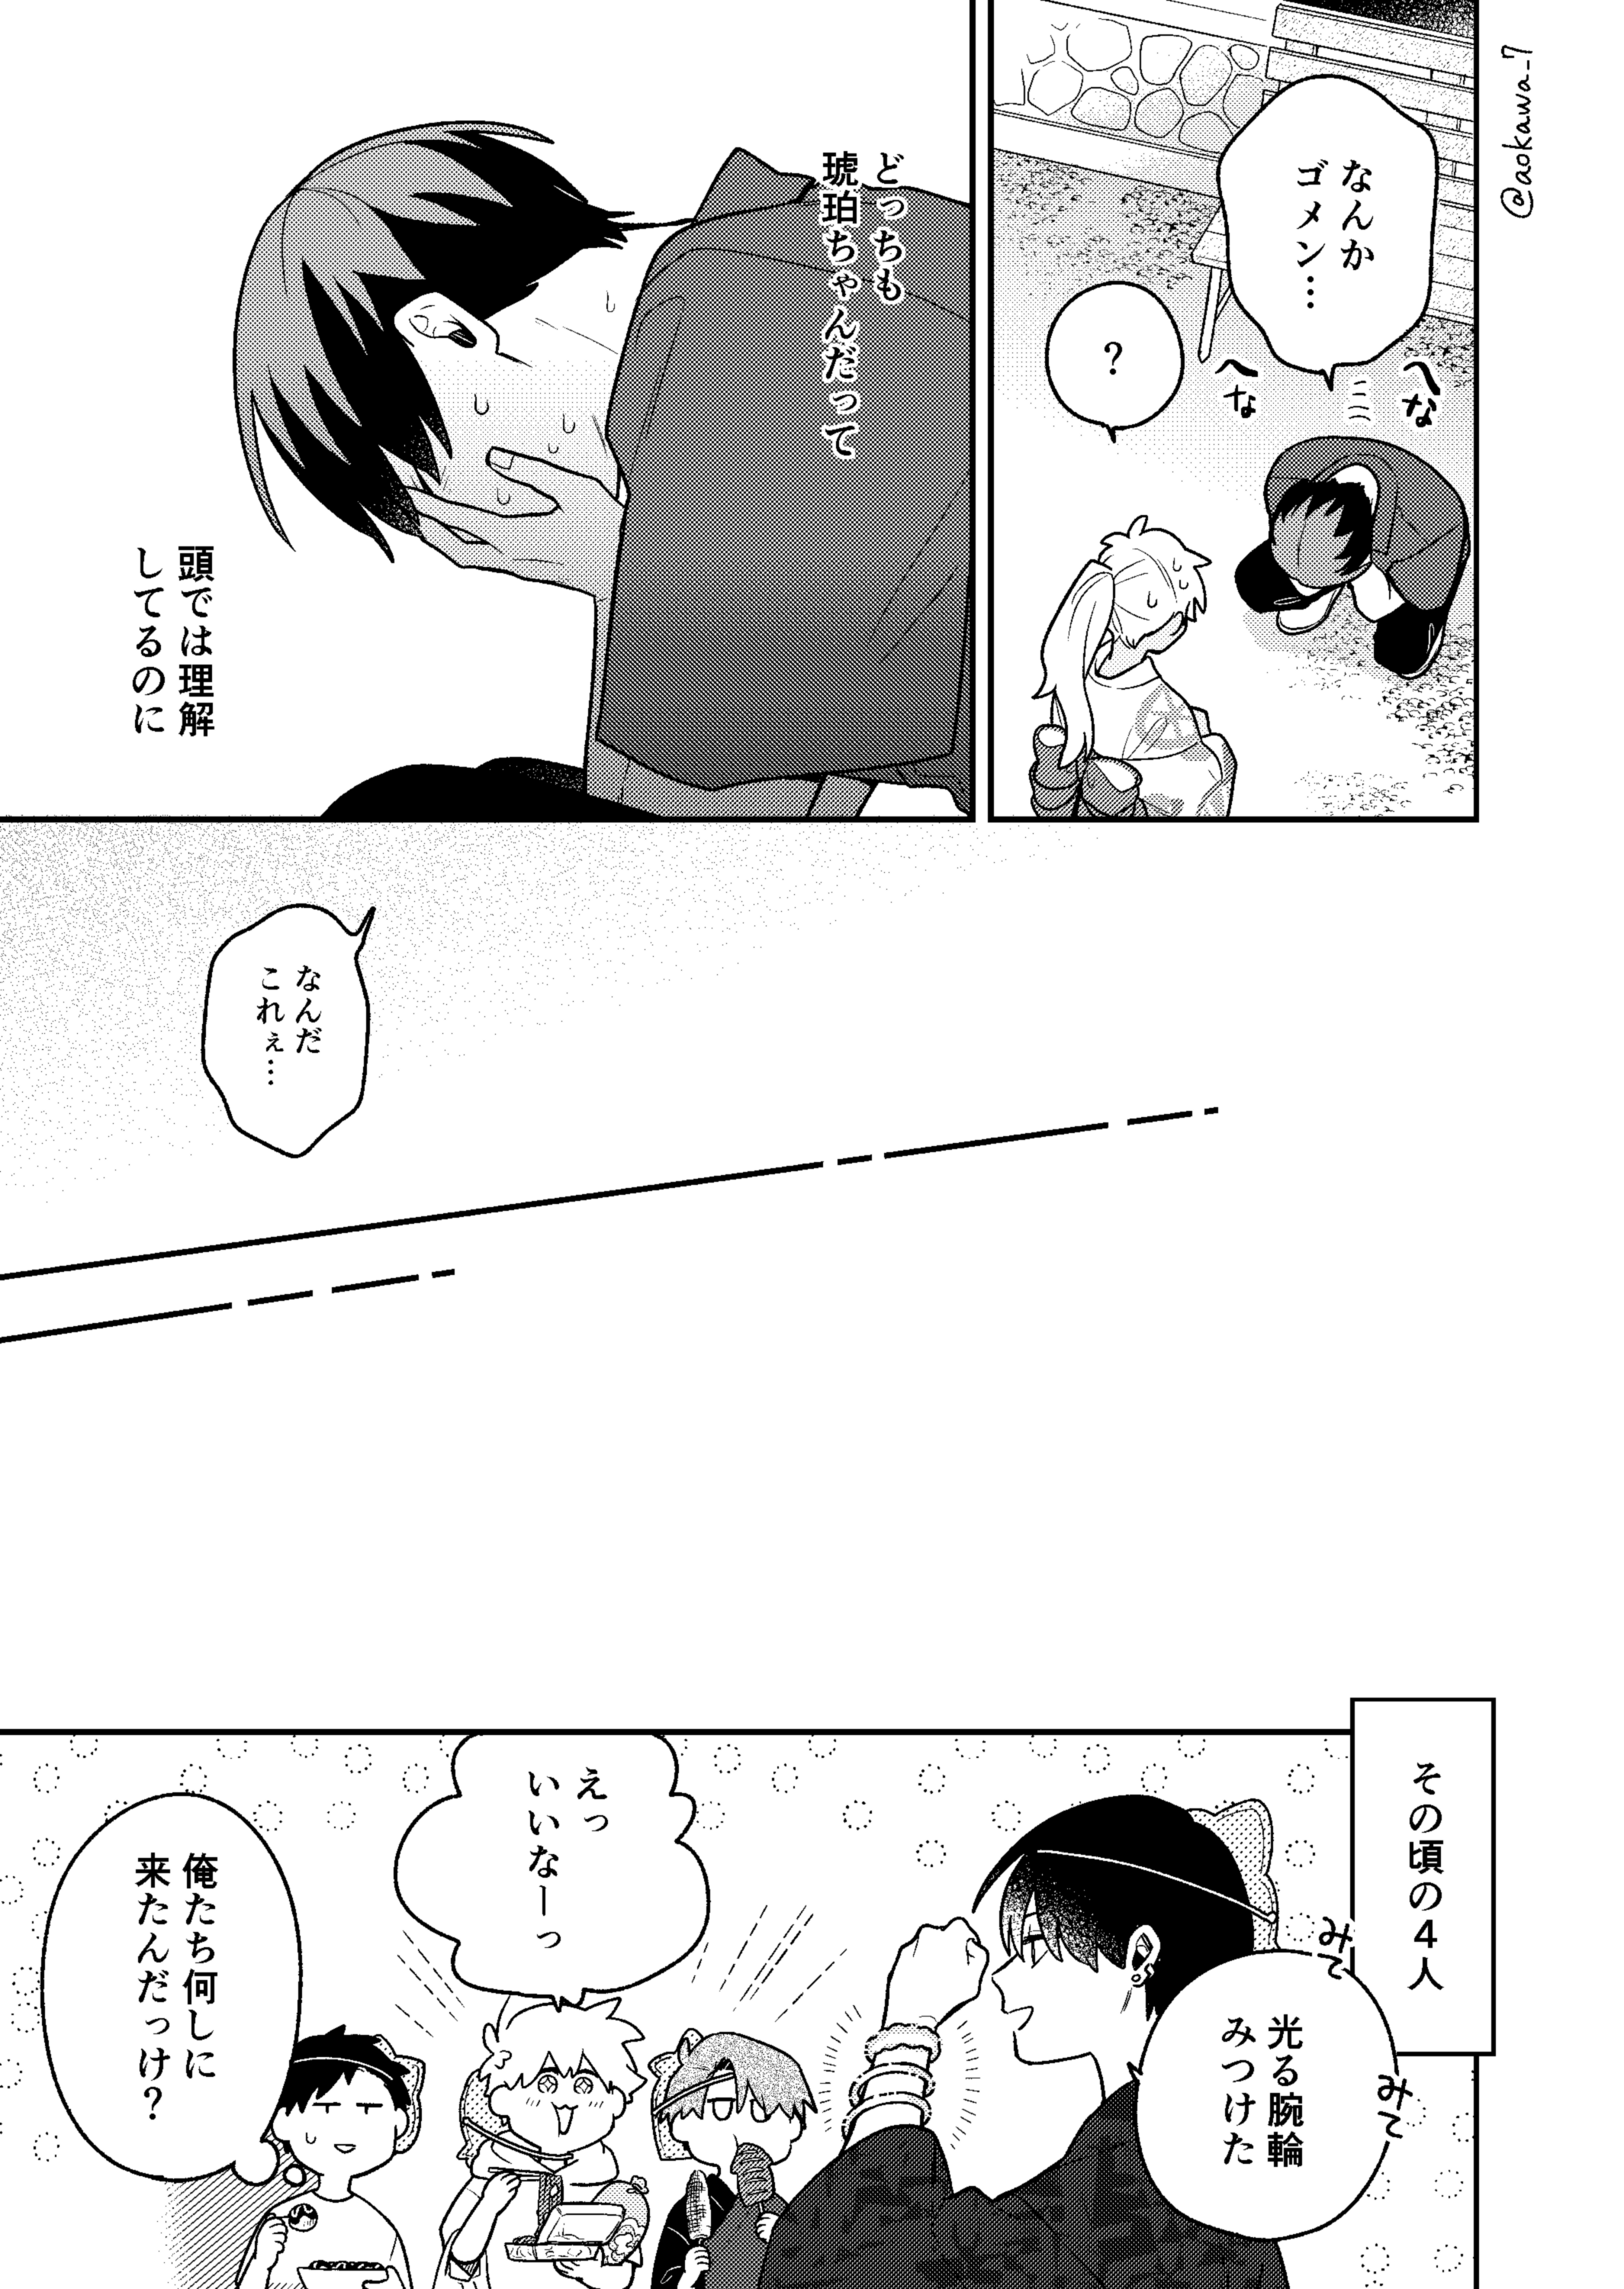 @aokawa_7
なんか
ゴメン…
へな
へな
?
どっちも
琥珀ちゃんだって
頭では理解
してるのに
なんだ
これぇ…
その頃の4人
みて
みて
光る腕輪
みつけた
えっ
いいなーっ
俺たち何しに
来たんだっけ?